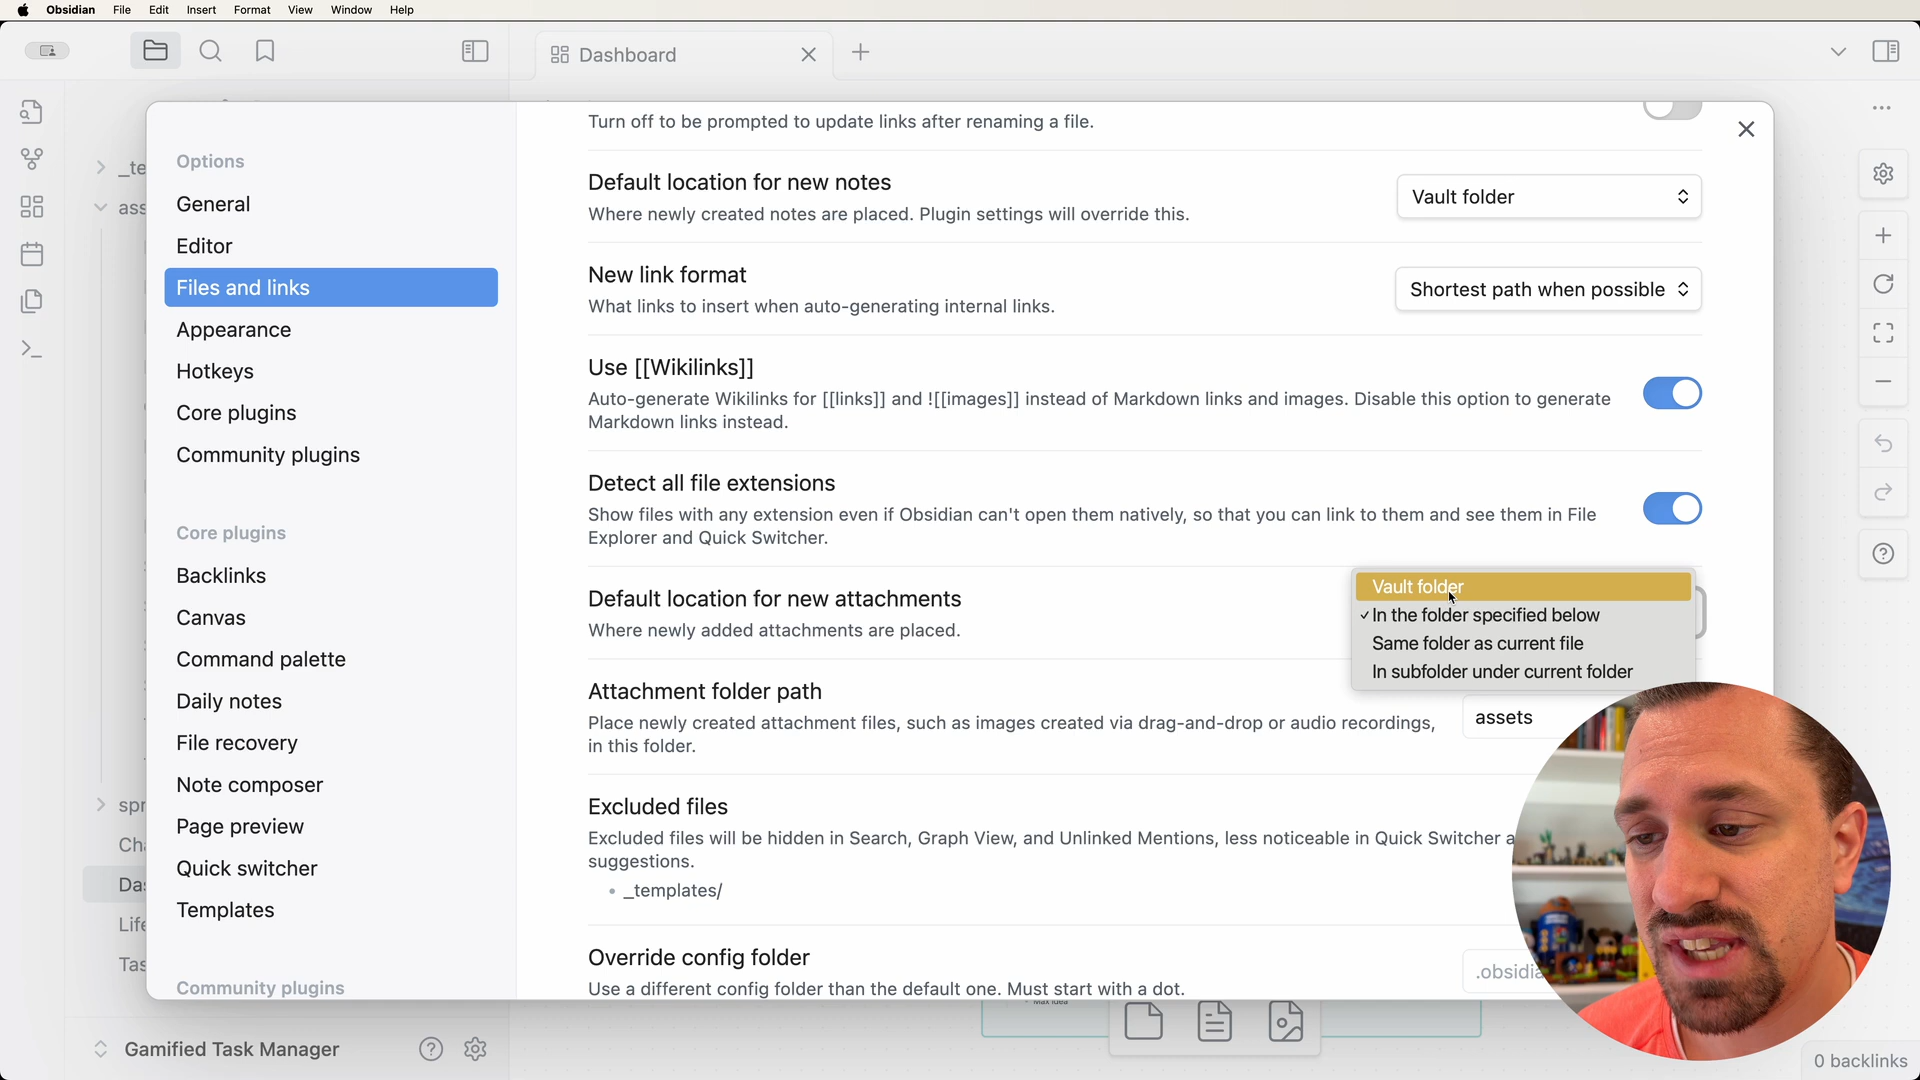 Obsidian File Edit Insert Format View Window Help
Dashboard
Options
General
Editor
Files and links
Appearance
Hotkeys
Core plugins
Community plugins
Core plugins
Backlinks
Canvas
Command palette
Daily notes
File recovery
Note composer
Page preview
Quick switcher
Templates
Community plugins
Turn off to be prompted to update links after renaming a file.
Default location for new notes
Where newly created notes are placed. Plugin settings will override this.
Vault folder
New link format
What links to insert when auto-generating internal links.
Shortest path when possible
Use [[Wikilinks]]
Auto-generate Wikilinks for [[links]] and ![[images]] instead of Markdown links and images. Disable this option to generate
Markdown links instead.
Detect all file extensions
Show files with any extension even if Obsidian can't open them natively, so that you can link to them and see them in File
Explorer and Quick Switcher.
Default location for new attachments
Where newly added attachments are placed.
Vault folder
✓ In the folder specified below
Same folder as current file
In subfolder under current folder
Attachment folder path
Place newly created attachment files, such as images created via drag-and-drop or audio recordings,
in this folder.
assets
Excluded files
Excluded files will be hidden in Search, Graph View, and Unlinked Mentions, less noticeable in Quick Switcher a
suggestions.
• _templates/
Override config folder
Use a different config folder than the default one. Must start with a dot.
.obsidia
_te
ass
spr
Cha
Das
Life
Tas
Gamified Task Manager
0 backlinks